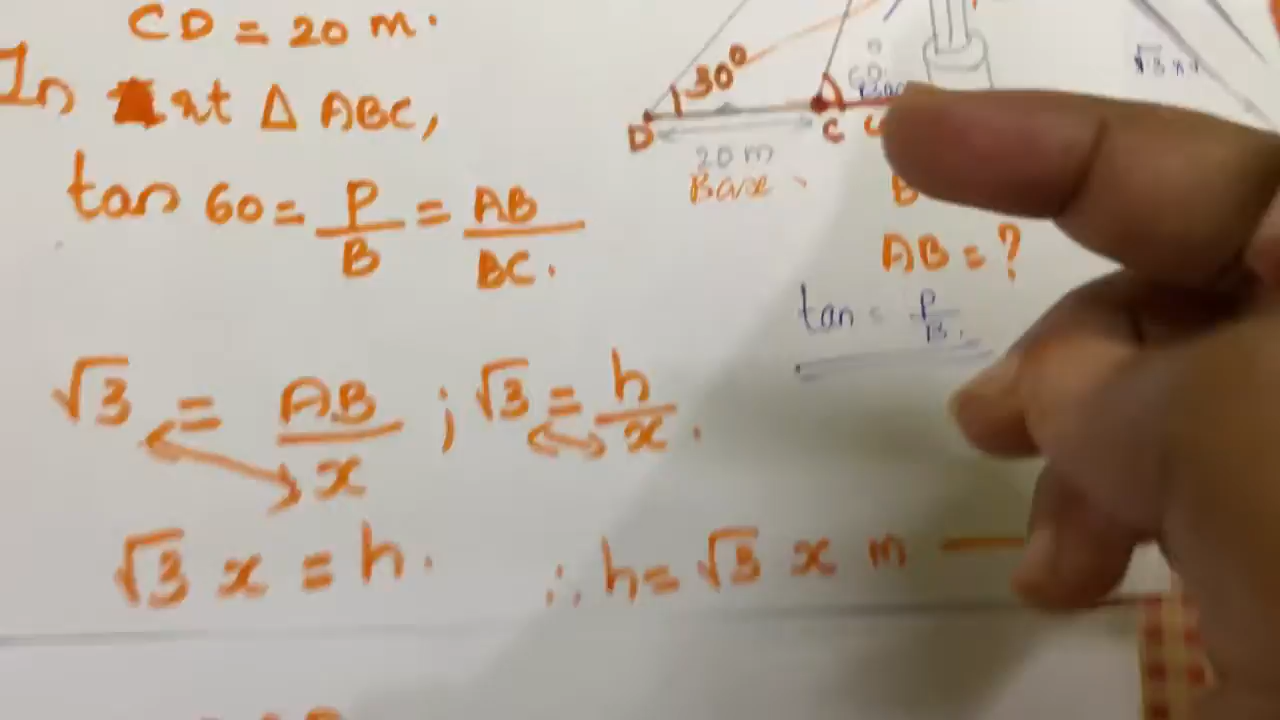 CD = 20 m.
In rt Δ ABC,
tan 60 = P/B = AB/BC.
√3 = AB/x ; √3 = h/x.
√3 x = h. ∴ h = √3 x m
30°
D C
20 m
Base
B
AB = ?
tan = P/B.